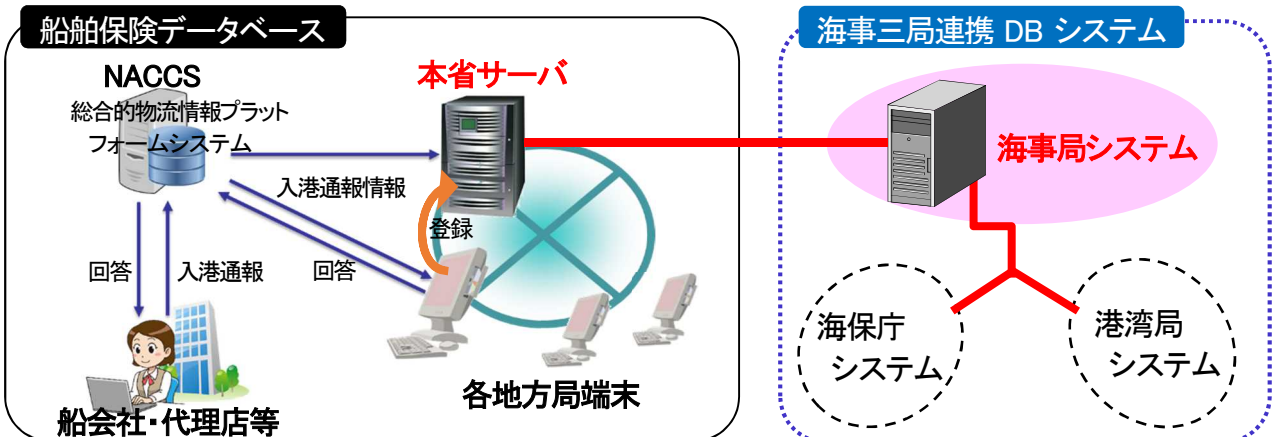 船舶保険データベース
NACCS
総合的物流情報プラット
フォームシステム
本省サーバ
入港通報情報
登録
回答
入港通報
回答
船会社・代理店等
各地方局端末
海事三局連携 DB システム
海事局システム
海保庁
システム
港湾局
システム